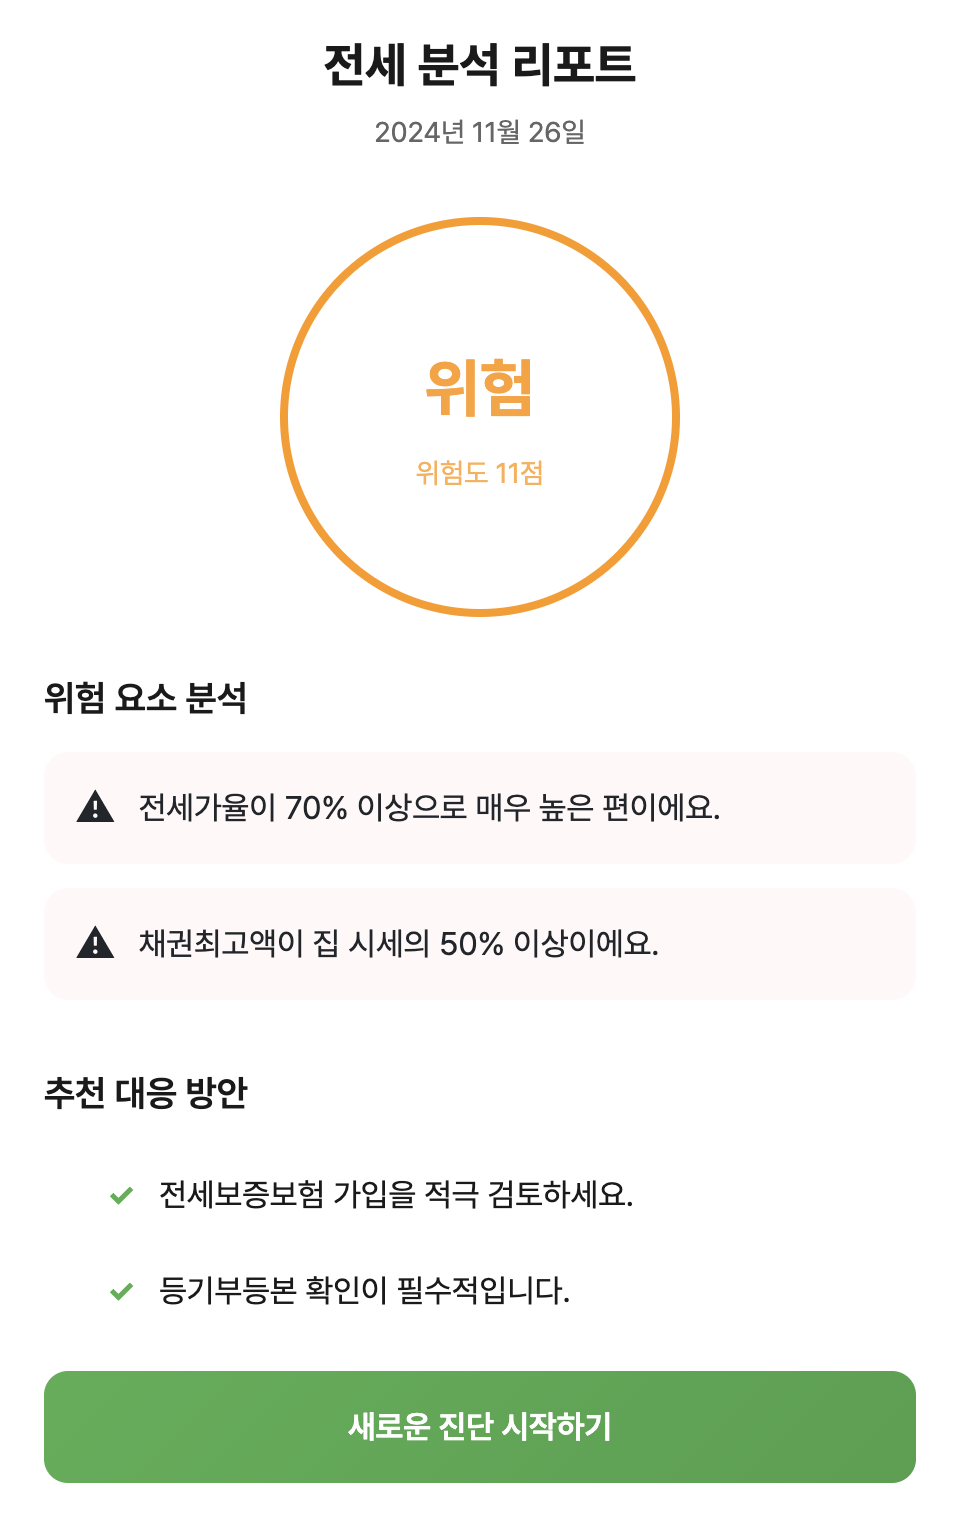 전세 분석 리포트
2024년 11월 26일
위험
위험도 11점
위험 요소 분석
전세가율이 70% 이상으로 매우 높은 편이에요.
채권최고액이 집 시세의 50% 이상이에요.
추천 대응 방안
전세보증보험 가입을 적극 검토하세요.
등기부등본 확인이 필수적입니다.
새로운 진단 시작하기